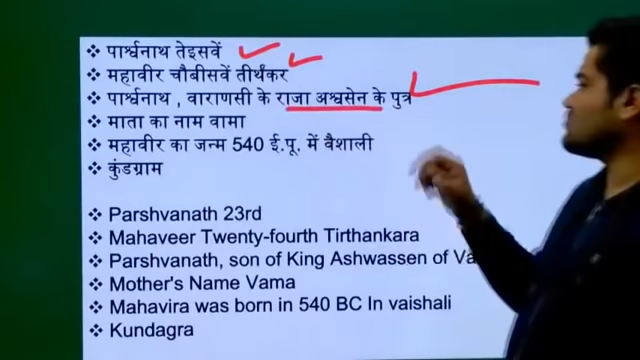 ❖ पार्श्वनाथ तेइसवें
❖ महावीर चौबीसवें तीर्थंकर
❖ पार्श्वनाथ , वाराणसी के राजा अश्वसेन के पुत्र
❖ माता का नाम वामा
❖ महावीर का जन्म 540 ई.पू. में वैशाली
❖ कुंडग्राम
❖ Parshvanath 23rd
❖ Mahaveer Twenty-fourth Tirthankara
❖ Parshvanath, son of King Ashwassen of Va
❖ Mother's Name Vama
❖ Mahavira was born in 540 BC In vaishali
❖ Kundagra